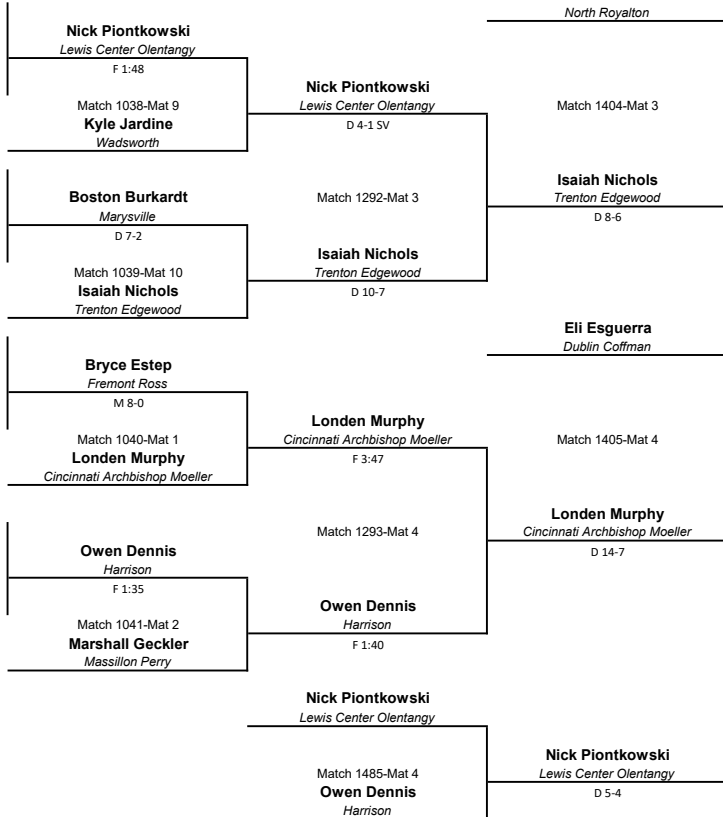 North Royalton
Nick Piontkowski
Lewis Center Olentangy
F 1:48
Match 1038-Mat 9
Kyle Jardine
Wadsworth
Nick Piontkowski
Lewis Center Olentangy
D 4-1 SV
Match 1404-Mat 3
Boston Burkardt
Marysville
D 7-2
Match 1039-Mat 10
Isaiah Nichols
Trenton Edgewood
Match 1292-Mat 3
Isaiah Nichols
Trenton Edgewood
D 10-7
Isaiah Nichols
Trenton Edgewood
D 8-6
Eli Esguerra
Dublin Coffman
Bryce Estep
Fremont Ross
M 8-0
Match 1040-Mat 1
Londen Murphy
Cincinnati Archbishop Moeller
Londen Murphy
Cincinnati Archbishop Moeller
F 3:47
Match 1405-Mat 4
Owen Dennis
Harrison
F 1:35
Match 1041-Mat 2
Marshall Geckler
Massillon Perry
Match 1293-Mat 4
Owen Dennis
Harrison
F 1:40
Londen Murphy
Cincinnati Archbishop Moeller
D 14-7
Nick Piontkowski
Lewis Center Olentangy
Match 1485-Mat 4
Owen Dennis
Harrison
Nick Piontkowski
Lewis Center Olentangy
D 5-4